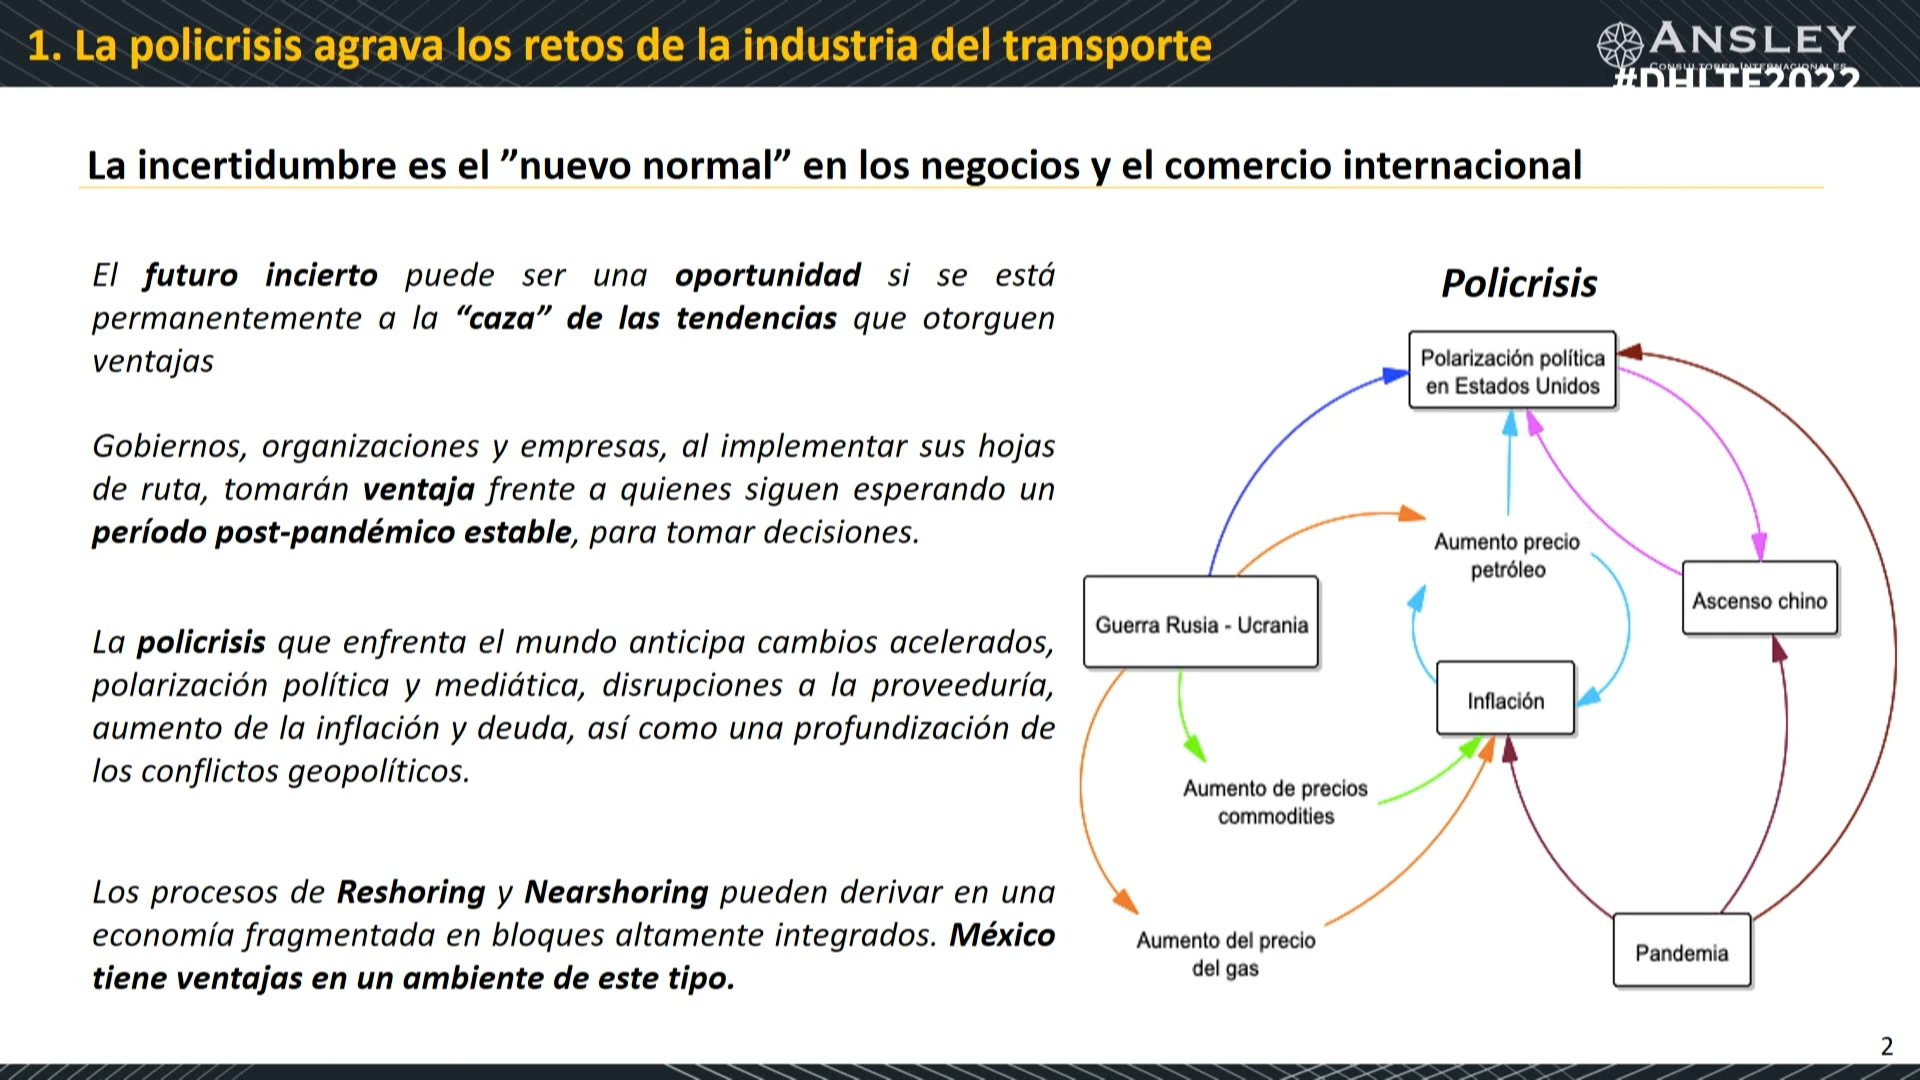 1. La policrisis agrava los retos de la industria del transporte
ANSLEY
CONSULTORES INTERNACIONALES
#DHLTF2022
La incertidumbre es el ”nuevo normal” en los negocios y el comercio internacional
El futuro incierto puede ser una oportunidad si se está
permanentemente a la “caza” de las tendencias que otorguen
ventajas
Gobiernos, organizaciones y empresas, al implementar sus hojas
de ruta, tomarán ventaja frente a quienes siguen esperando un
período post-pandémico estable, para tomar decisiones.
La policrisis que enfrenta el mundo anticipa cambios acelerados,
polarización política y mediática, disrupciones a la proveeduría,
aumento de la inflación y deuda, así como una profundización de
los conflictos geopolíticos.
Los procesos de Reshoring y Nearshoring pueden derivar en una
economía fragmentada en bloques altamente integrados. México
tiene ventajas en un ambiente de este tipo.
Policrisis
Polarización política
en Estados Unidos
Aumento precio
petróleo
Ascenso chino
Guerra Rusia - Ucrania
Inflación
Aumento de precios
commodities
Aumento del precio
del gas
Pandemia
2